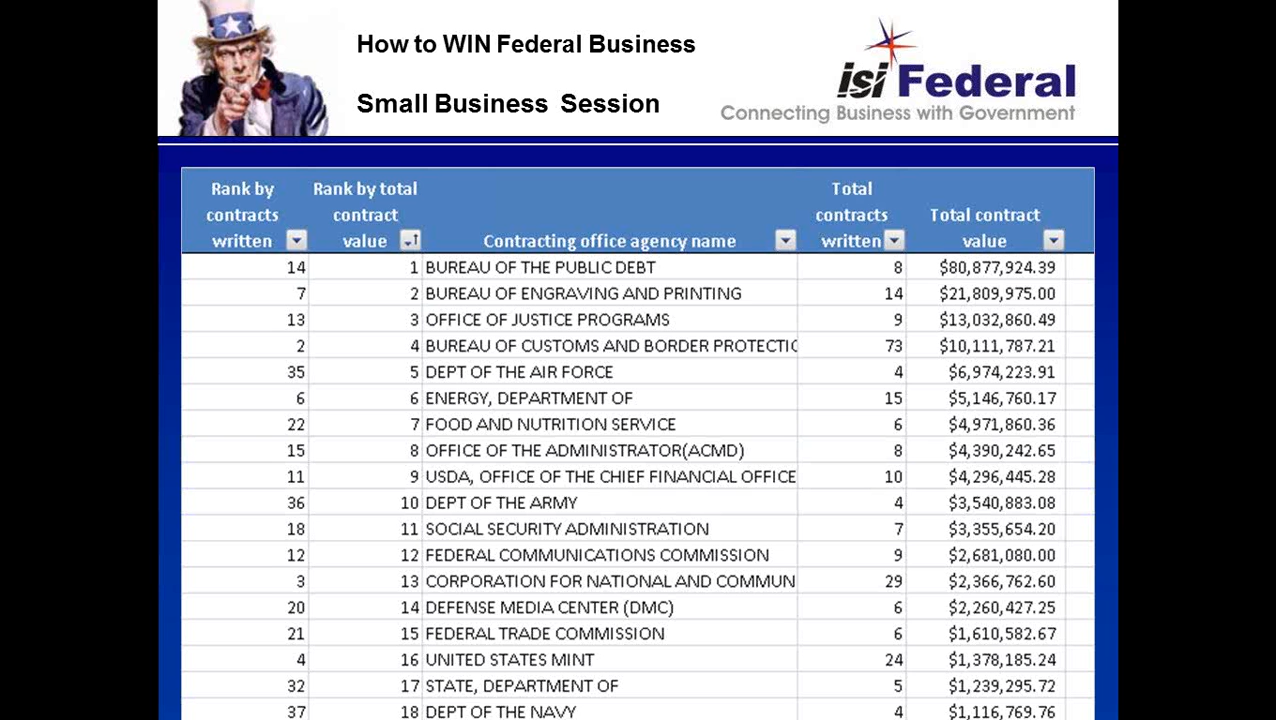 How to WIN Federal Business
Small Business Session
isi Federal
Connecting Business with Government
Rank by contracts written Rank by total contract value Contracting office agency name Total contracts written Total contract value
14 1 BUREAU OF THE PUBLIC DEBT 8 $80,877,924.39
7 2 BUREAU OF ENGRAVING AND PRINTING 14 $21,809,975.00
13 3 OFFICE OF JUSTICE PROGRAMS 9 $13,032,860.49
2 4 BUREAU OF CUSTOMS AND BORDER PROTECTIO 73 $10,111,787.21
35 5 DEPT OF THE AIR FORCE 4 $6,974,223.91
6 6 ENERGY, DEPARTMENT OF 15 $5,146,760.17
22 7 FOOD AND NUTRITION SERVICE 6 $4,971,860.36
15 8 OFFICE OF THE ADMINISTRATOR(ACMD) 8 $4,390,242.65
11 9 USDA, OFFICE OF THE CHIEF FINANCIAL OFFICE 10 $4,296,445.28
36 10 DEPT OF THE ARMY 4 $3,540,883.08
18 11 SOCIAL SECURITY ADMINISTRATION 7 $3,355,654.20
12 12 FEDERAL COMMUNICATIONS COMMISSION 9 $2,681,080.00
3 13 CORPORATION FOR NATIONAL AND COMMUN 29 $2,366,762.60
20 14 DEFENSE MEDIA CENTER (DMC) 6 $2,260,427.25
21 15 FEDERAL TRADE COMMISSION 6 $1,610,582.67
4 16 UNITED STATES MINT 24 $1,378,185.24
32 17 STATE, DEPARTMENT OF 5 $1,239,295.72
37 18 DEPT OF THE NAVY 4 $1,116,769.76